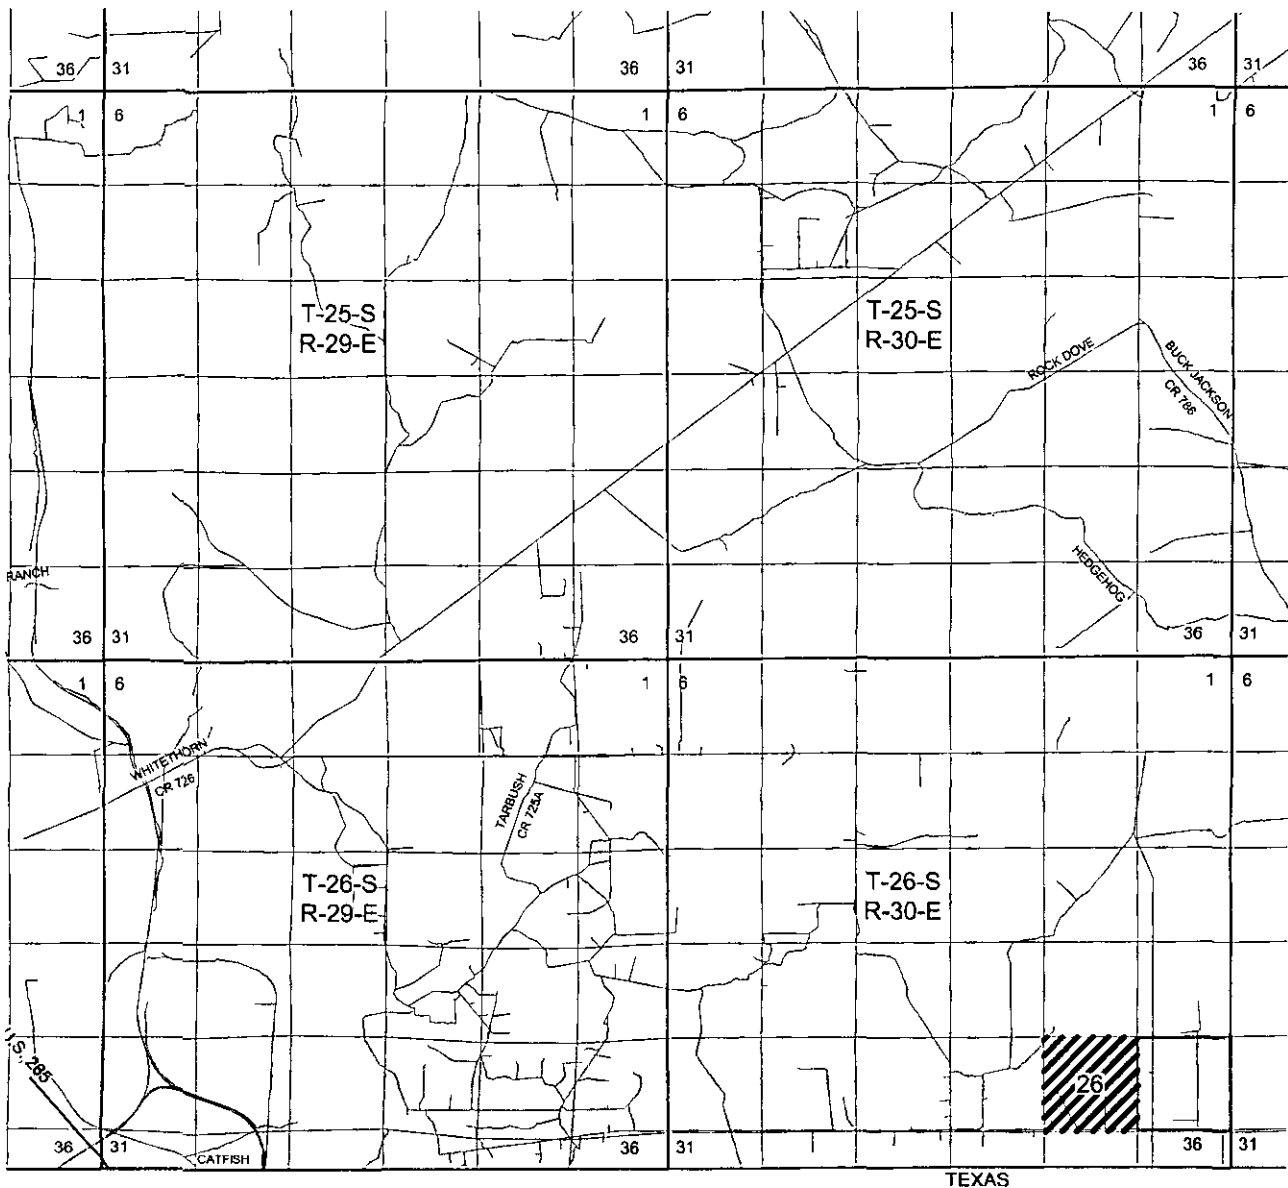 36 31 36 31 36 31
1 6 1 6 1 6
T-25-S
R-29-E
T-25-S
R-30-E
ROCK DOVE
BUCK JACKSON
CR 786
RANCH
HEDGEHOG
36 31 36 31 36 31
1 6 1 6 1 6
WHITETHORN
CR 726
TARBUSH
CR 725A
T-26-S
R-29-E
T-26-S
R-30-E
U.S. 285
26
36 31 36 31 36 31
CATFISH
TEXAS